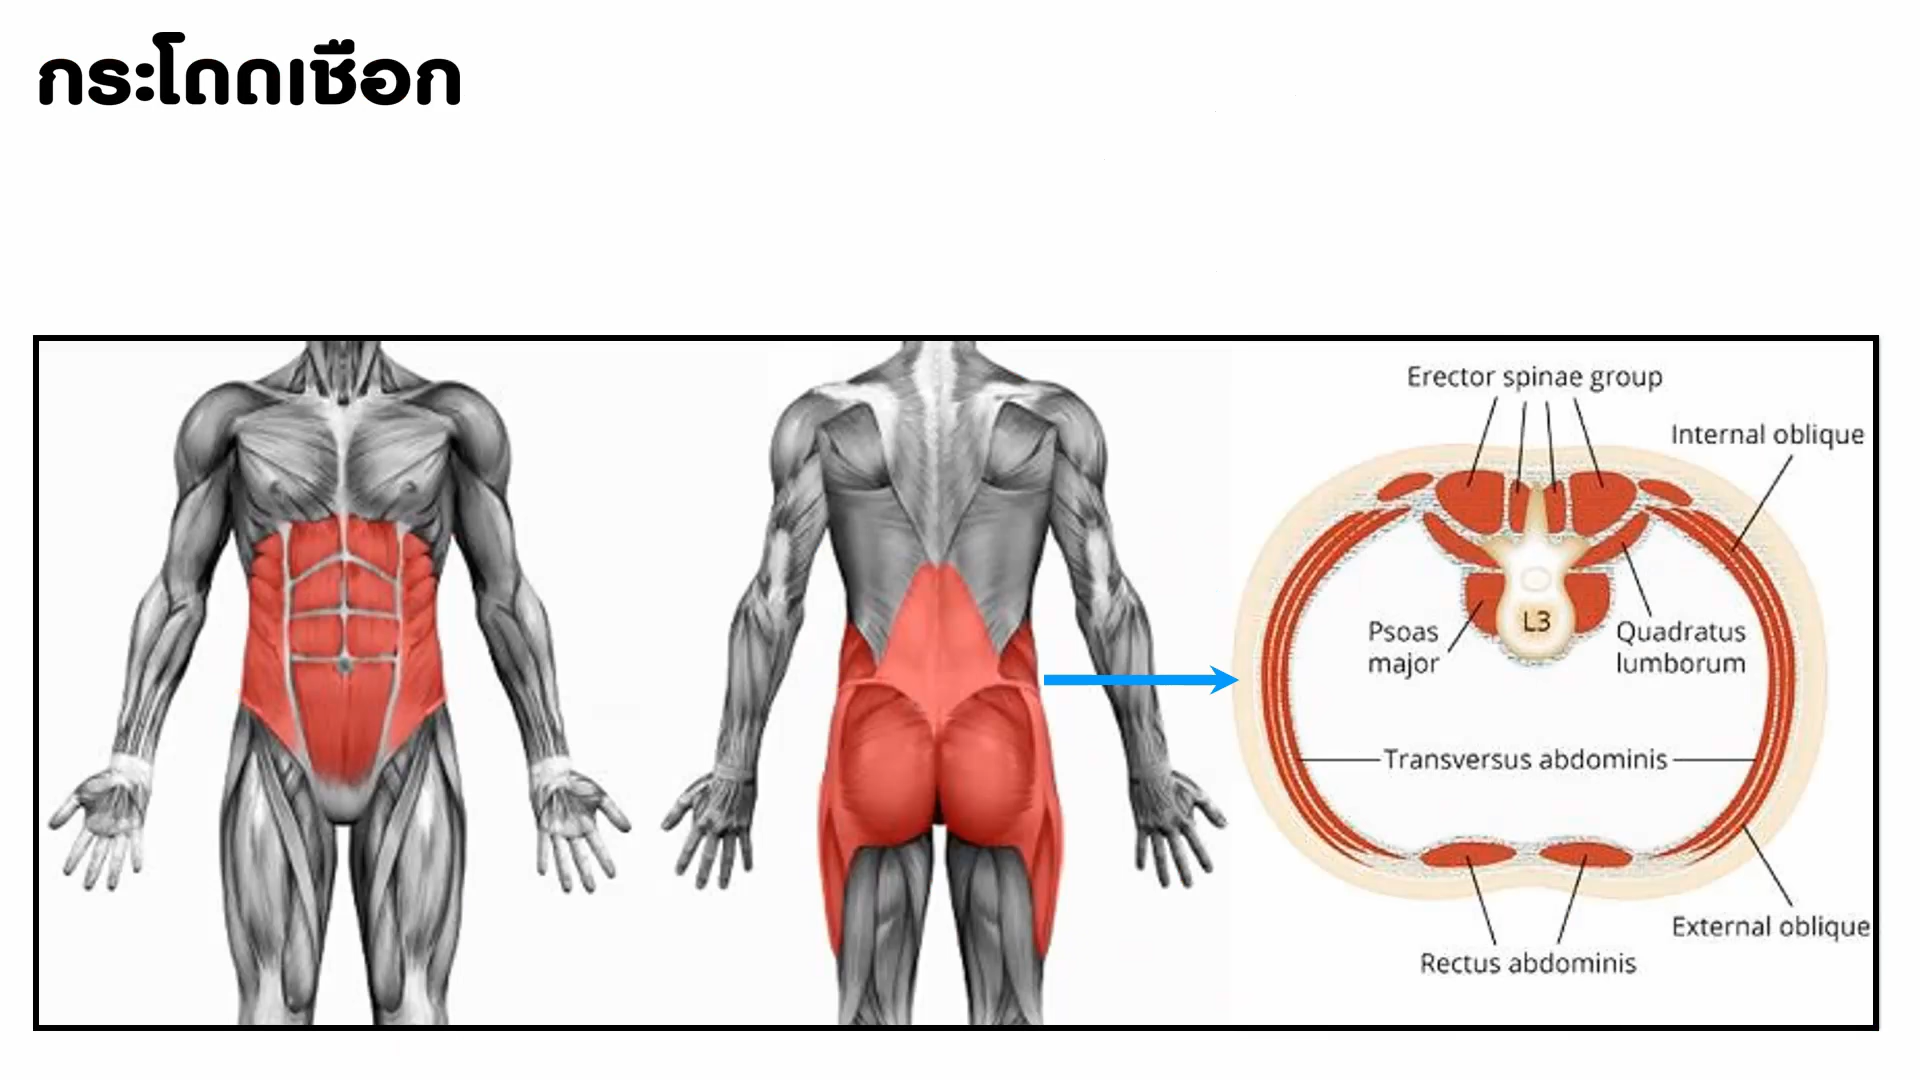 กระโดดเชือก
Erector spinae group
Internal oblique
L3
Psoas
major
Quadratus
lumborum
Transversus abdominis
External oblique
Rectus abdominis